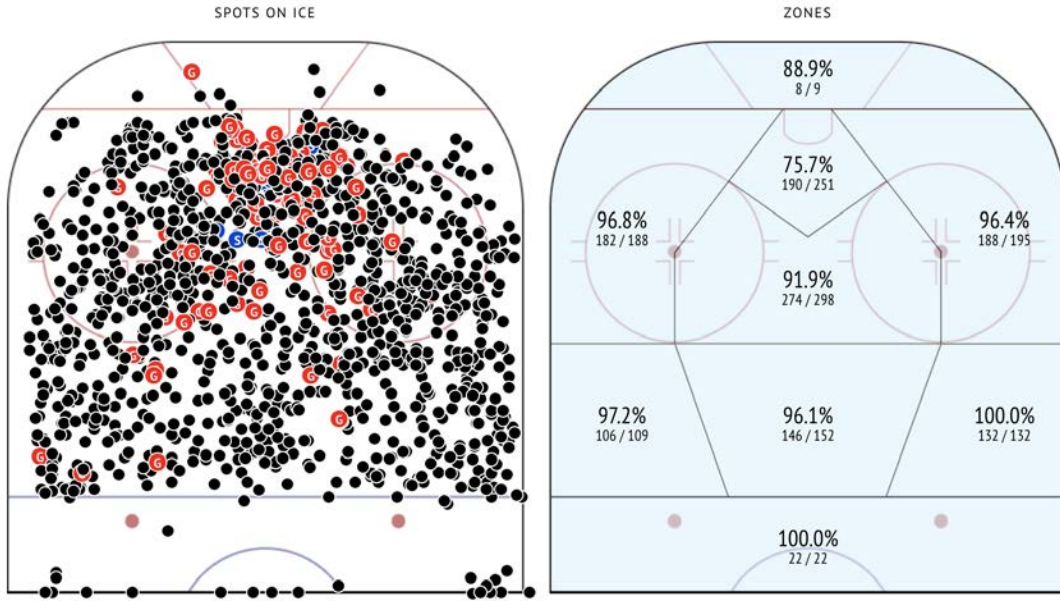 SPOTS ON ICE
ZONES
88.9%
8 / 9
75.7%
190 / 251
96.8%
182 / 188
96.4%
188 / 195
91.9%
274 / 298
97.2%
106 / 109
96.1%
146 / 152
100.0%
132 / 132
100.0%
22 / 22